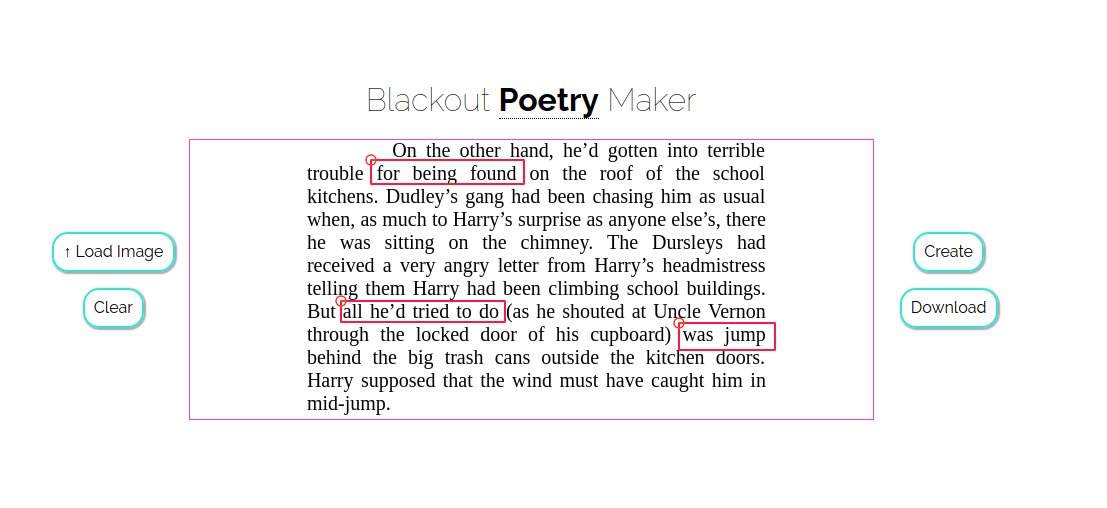 Blackout Poetry Maker
On the other hand, he’d gotten into terrible
trouble for being found on the roof of the school
kitchens. Dudley’s gang had been chasing him as usual
when, as much to Harry’s surprise as anyone else’s, there
he was sitting on the chimney. The Dursleys had
received a very angry letter from Harry’s headmistress
telling them Harry had been climbing school buildings.
But all he’d tried to do (as he shouted at Uncle Vernon
through the locked door of his cupboard) was jump
behind the big trash cans outside the kitchen doors.
Harry supposed that the wind must have caught him in
mid-jump.
↑ Load Image
Clear
Create
Download